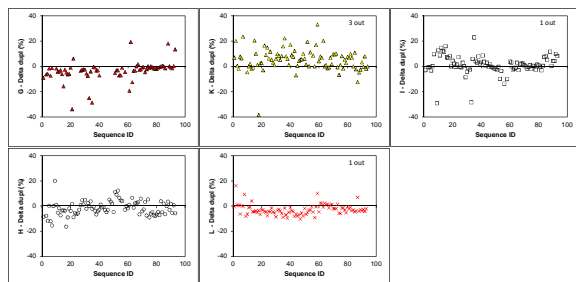 3 out
1 out
40
20
0
-20
-40
G - Delta dupl (%)
0 20 40 60 80 100
Sequence ID
40
20
0
-20
-40
K - Delta dupl (%)
0 20 40 60 80 100
Sequence ID
40
20
0
-20
-40
I - Delta dupl (%)
0 20 40 60 80 100
Sequence ID
1 out
40
20
0
-20
-40
H - Delta dupl (%)
0 20 40 60 80 100
Sequence ID
40
20
0
-20
-40
L - Delta dupl (%)
0 20 40 60 80 100
Sequence ID